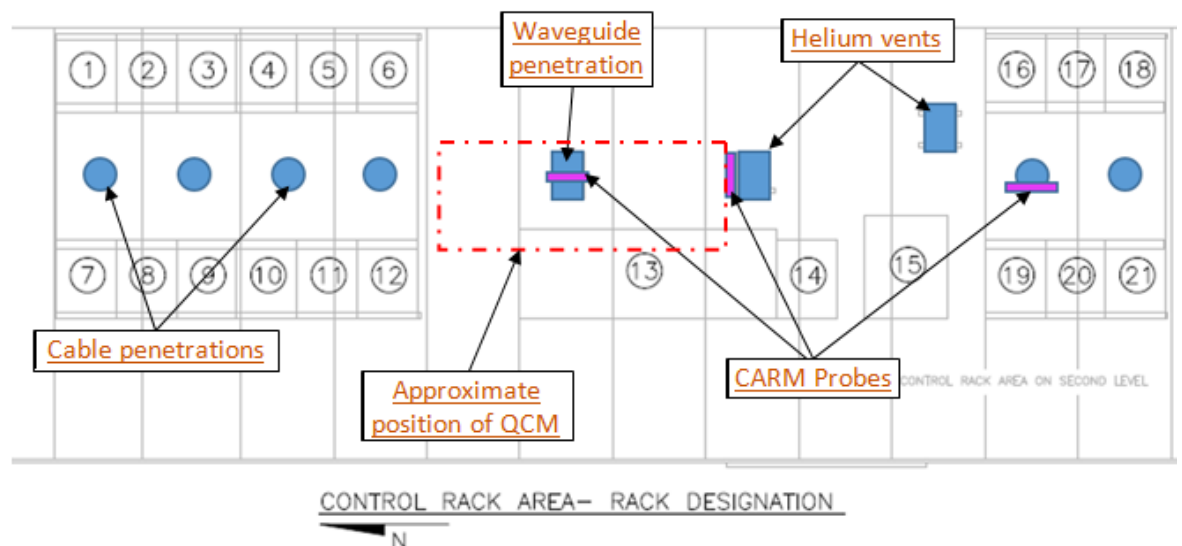 Waveguide
penetration
Helium vents
1 2 3 4 5 6
16 17 18
7 8 9 10 11 12
13
14
15
19 20 21
Cable penetrations
Approximate
position of QCM
CARM Probes
CONTROL RACK AREA ON SECOND LEVEL
CONTROL RACK AREA– RACK DESIGNATION
N